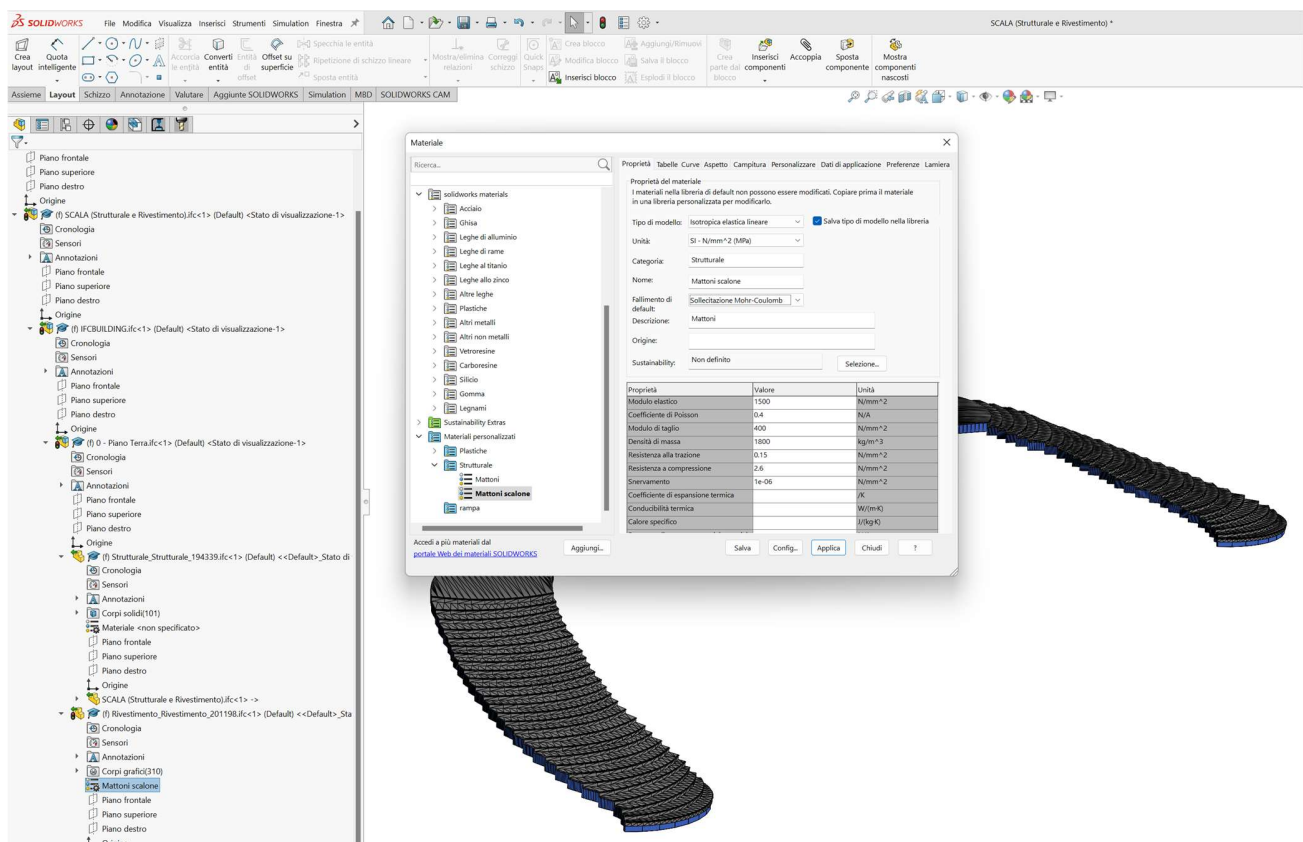 SOLIDWORKS File Modifica Visualizza Inserisci Strumenti Simulation Finestra
SCALA (Strutturale e Rivestimento) *
Crea layout
Quota intelligente
Accorcia le entità
Converti entità
Entità di offset
Offset su superficie
Specchia le entità
Ripetizione di schizzo lineare
Sposta entità
Mostra/elimina relazioni
Correggi schizzo
Quick Snaps
Crea blocco
Modifica blocco
Inserisci blocco
Aggiungi/Rimuovi
Salva il blocco
Esplodi il blocco
Crea parte dal blocco
Inserisci componenti
Accoppia
Sposta componente
Mostra componenti nascosti
Assieme Layout Schizzo Annotazione Valutare Aggiunte SOLIDWORKS Simulation MBD SOLIDWORKS CAM
Piano frontale
Piano superiore
Piano destro
Origine
(f) SCALA (Strutturale e Rivestimento).ifc<1> (Default) <Stato di visualizzazione-1>
Cronologia
Sensori
Annotazioni
Piano frontale
Piano superiore
Piano destro
Origine
(f) IFCBUILDING.ifc<1> (Default) <Stato di visualizzazione-1>
Cronologia
Sensori
Annotazioni
Piano frontale
Piano superiore
Piano destro
Origine
(f) 0 - Piano Terra.ifc<1> (Default) <Stato di visualizzazione-1>
Cronologia
Sensori
Annotazioni
Piano frontale
Piano superiore
Piano destro
Origine
(f) Strutturale_Strutturale_194339.ifc<1> (Default) <<Default>_Stato di
Cronologia
Sensori
Annotazioni
Corpi solidi(101)
Materiale <non specificato>
Piano frontale
Piano superiore
Piano destro
Origine
SCALA (Strutturale e Rivestimento).ifc<1> ->
(f) Rivestimento_Rivestimento_201198.ifc<1> (Default) <<Default>_Sta
Cronologia
Sensori
Annotazioni
Corpi grafici(310)
Mattoni scalone
Piano frontale
Piano superiore
Piano destro
Materiale
Ricerca...
solidworks materials
Acciaio
Ghisa
Leghe di alluminio
Leghe di rame
Leghe al titanio
Leghe allo zinco
Altre leghe
Plastiche
Altri metalli
Altri non metalli
Vetroresine
Carboresine
Silicio
Gomma
Legnami
Sustainability Extras
Materiali personalizzati
Plastiche
Strutturale
Mattoni
Mattoni scalone
rampa
Accedi a più materiali dal
portale Web dei materiali SOLIDWORKS
Aggiungi...
Proprietà Tabelle Curve Aspetto Campitura Personalizzare Dati di applicazione Preferenze Lamiera
Proprietà del materiale
I materiali nella libreria di default non possono essere modificati. Copiare prima il materiale
in una libreria personalizzata per modificarlo.
Tipo di modello: Isotropica elastica lineare Salva tipo di modello nella libreria
Unità: SI - N/mm^2 (MPa)
Categoria: Strutturale
Nome: Mattoni scalone
Fallimento di default: Sollecitazione Mohr-Coulomb
Descrizione: Mattoni
Origine:
Sustainability: Non definito Selezione...
Proprietà Valore Unità
Modulo elastico 1500 N/mm^2
Coefficiente di Poisson 0.4 N/A
Modulo di taglio 400 N/mm^2
Densità di massa 1800 kg/m^3
Resistenza alla trazione 0.15 N/mm^2
Resistenza a compressione 2.6 N/mm^2
Snervamento 1e-06 N/mm^2
Coefficiente di espansione termica /K
Conducibilità termica W/(m·K)
Calore specifico J/(kg·K)
Salva Config... Applica Chiudi ?